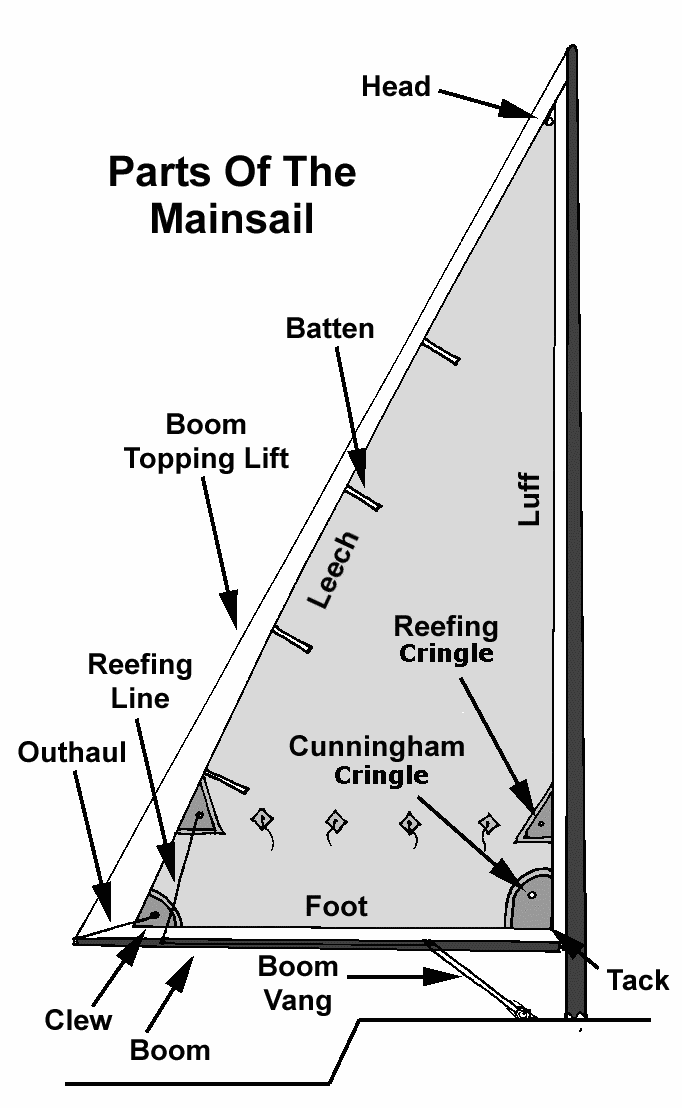 Head
Parts Of The
Mainsail
Batten
Boom
Topping Lift
Luff
Leech
Reefing
Cringle
Reefing
Line
Outhaul
Cunningham
Cringle
Foot
Boom
Vang
Tack
Clew
Boom